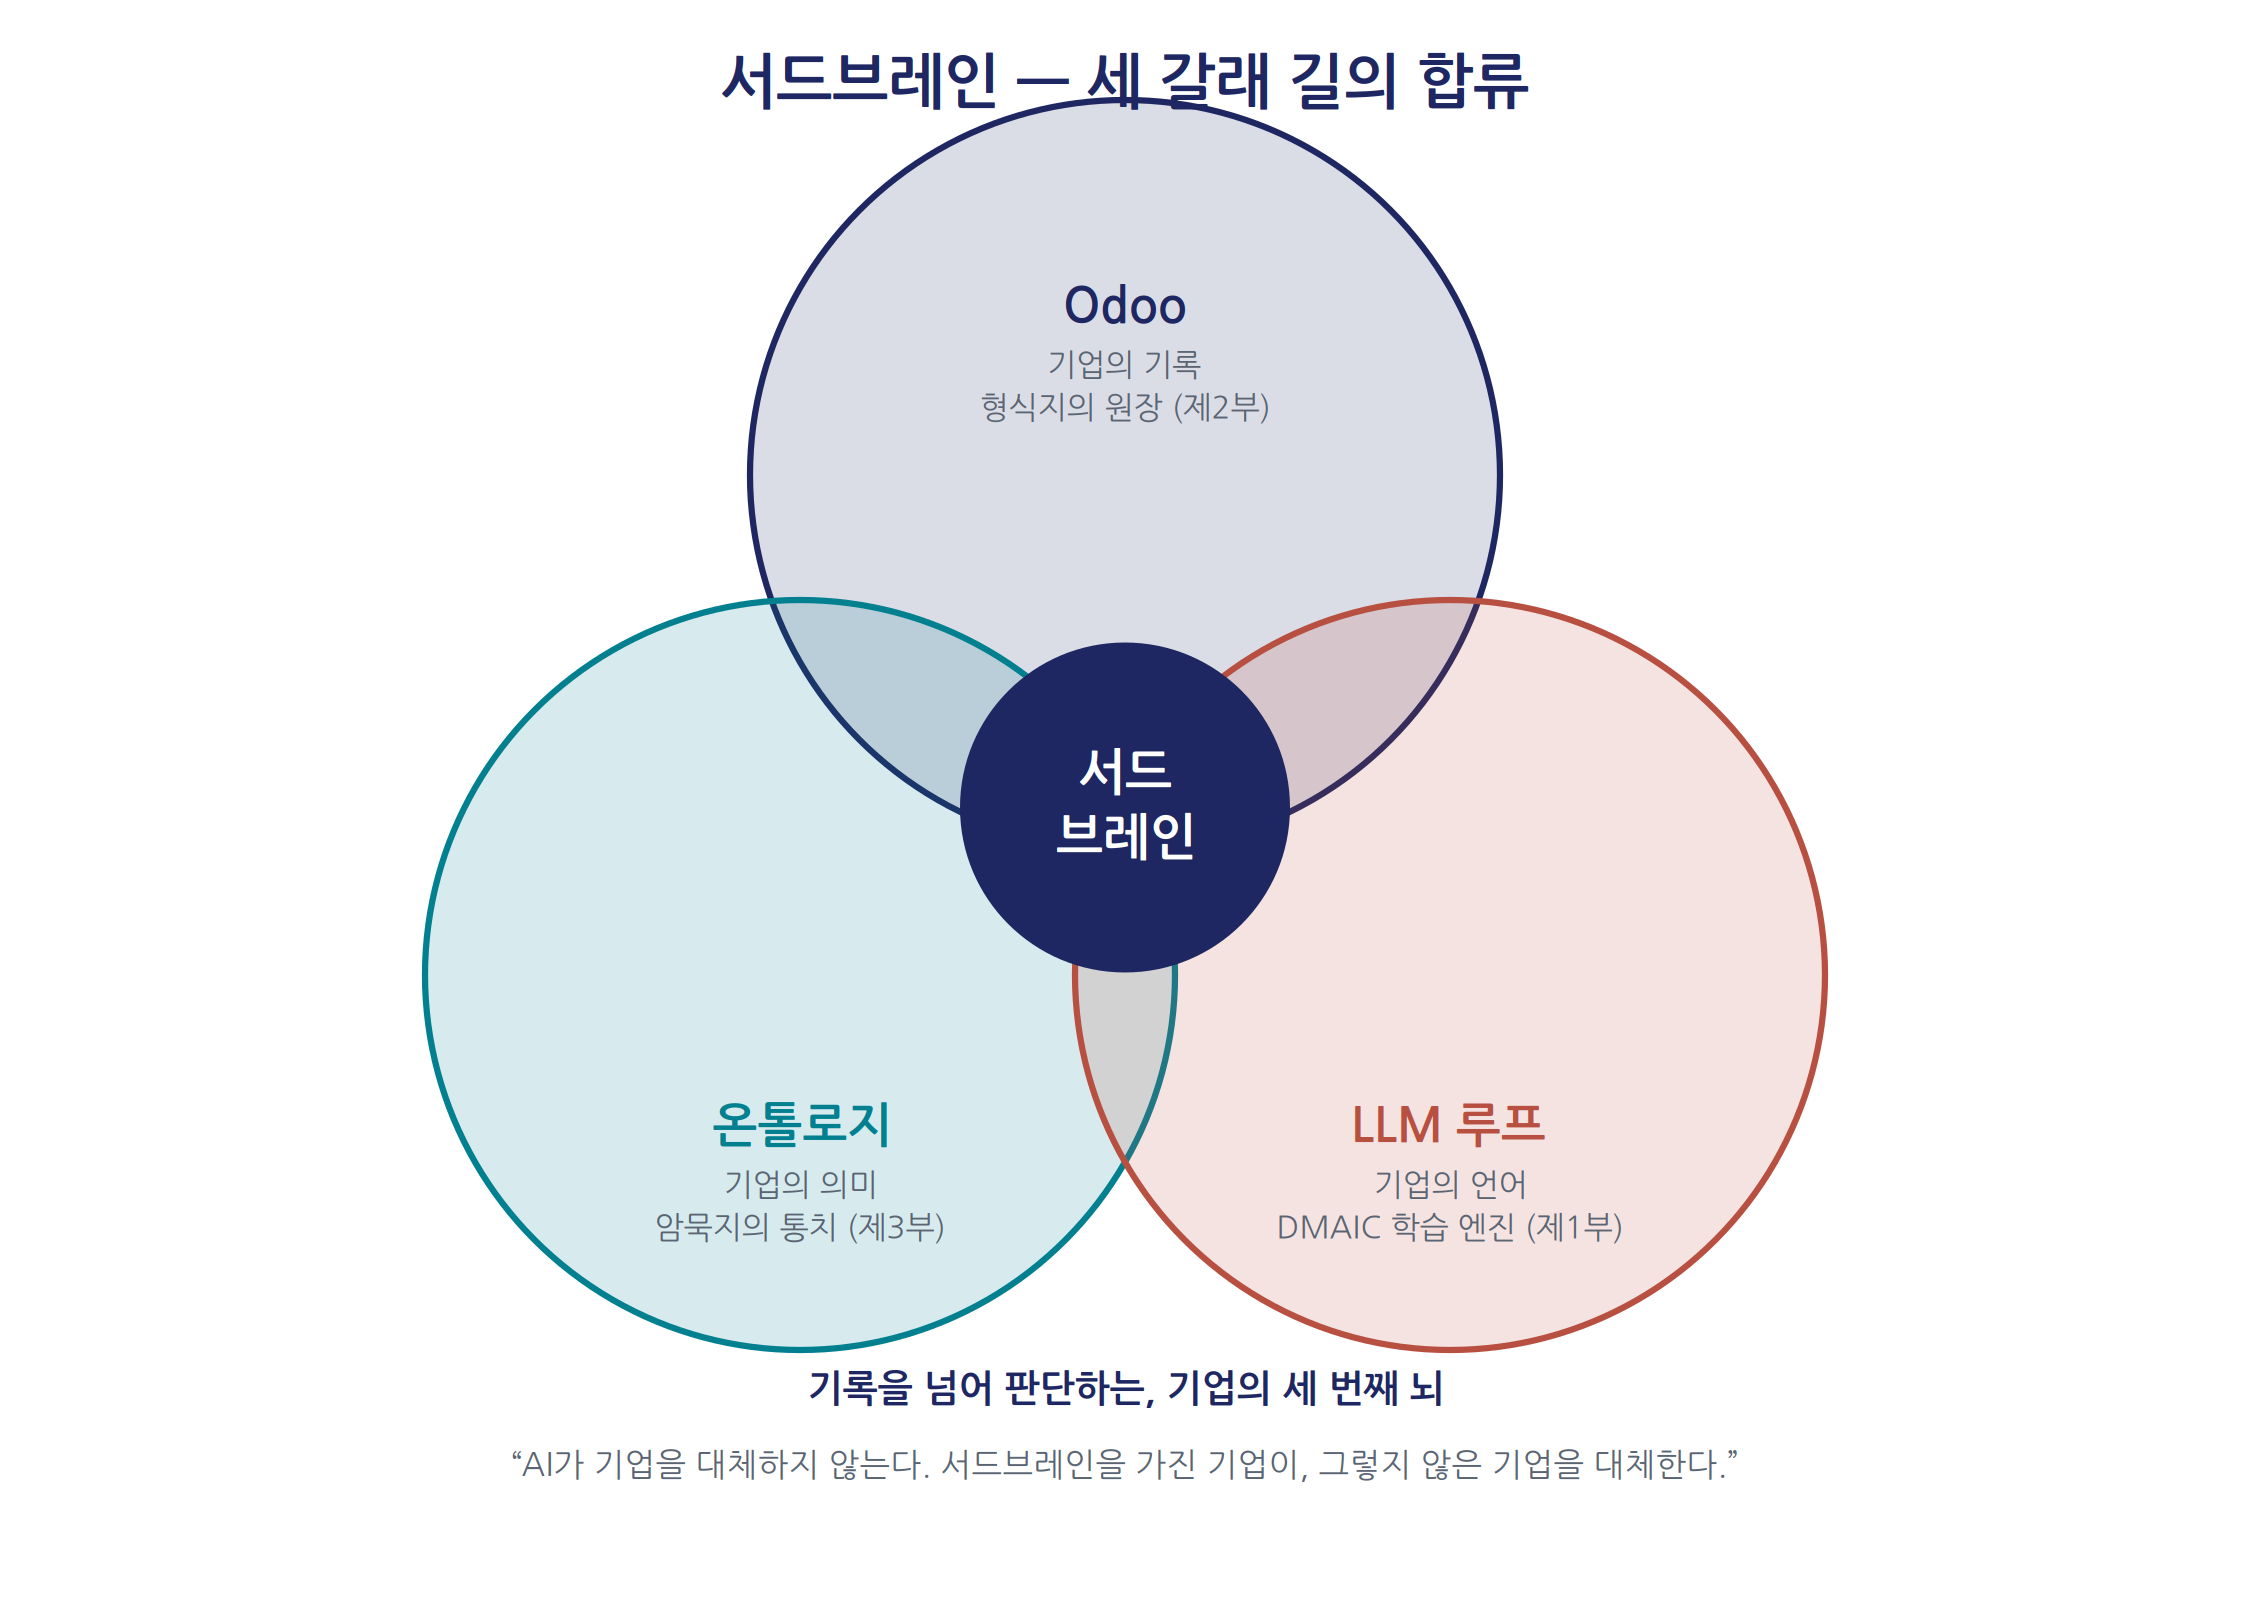 서드브레인 — 세 갈래 길의 합류
Odoo
기업의 기록
형식지의 원장 (제2부)
서드
브레인
온톨로지
기업의 의미
암묵지의 통치 (제3부)
LLM 루프
기업의 언어
DMAIC 학습 엔진 (제1부)
기록을 넘어 판단하는, 기업의 세 번째 뇌
“AI가 기업을 대체하지 않는다. 서드브레인을 가진 기업이, 그렇지 않은 기업을 대체한다.”